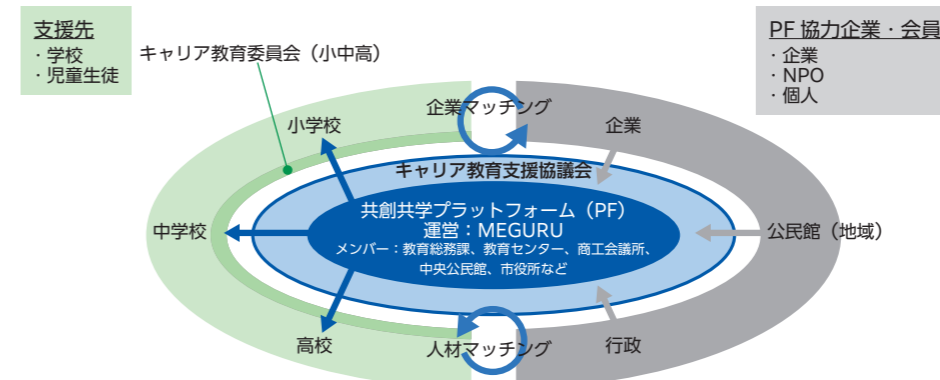 支援先
・学校
・児童生徒
キャリア教育委員会（小中高）
PF 協力企業・会員
・企業
・NPO
・個人
企業マッチング
小学校
企業
キャリア教育支援協議会
共創共学プラットフォーム（PF）
運営：MEGURU
メンバー：教育総務課、教育センター、商工会議所、
中央公民館、市役所など
中学校
公民館（地域）
高校
人材マッチング
行政